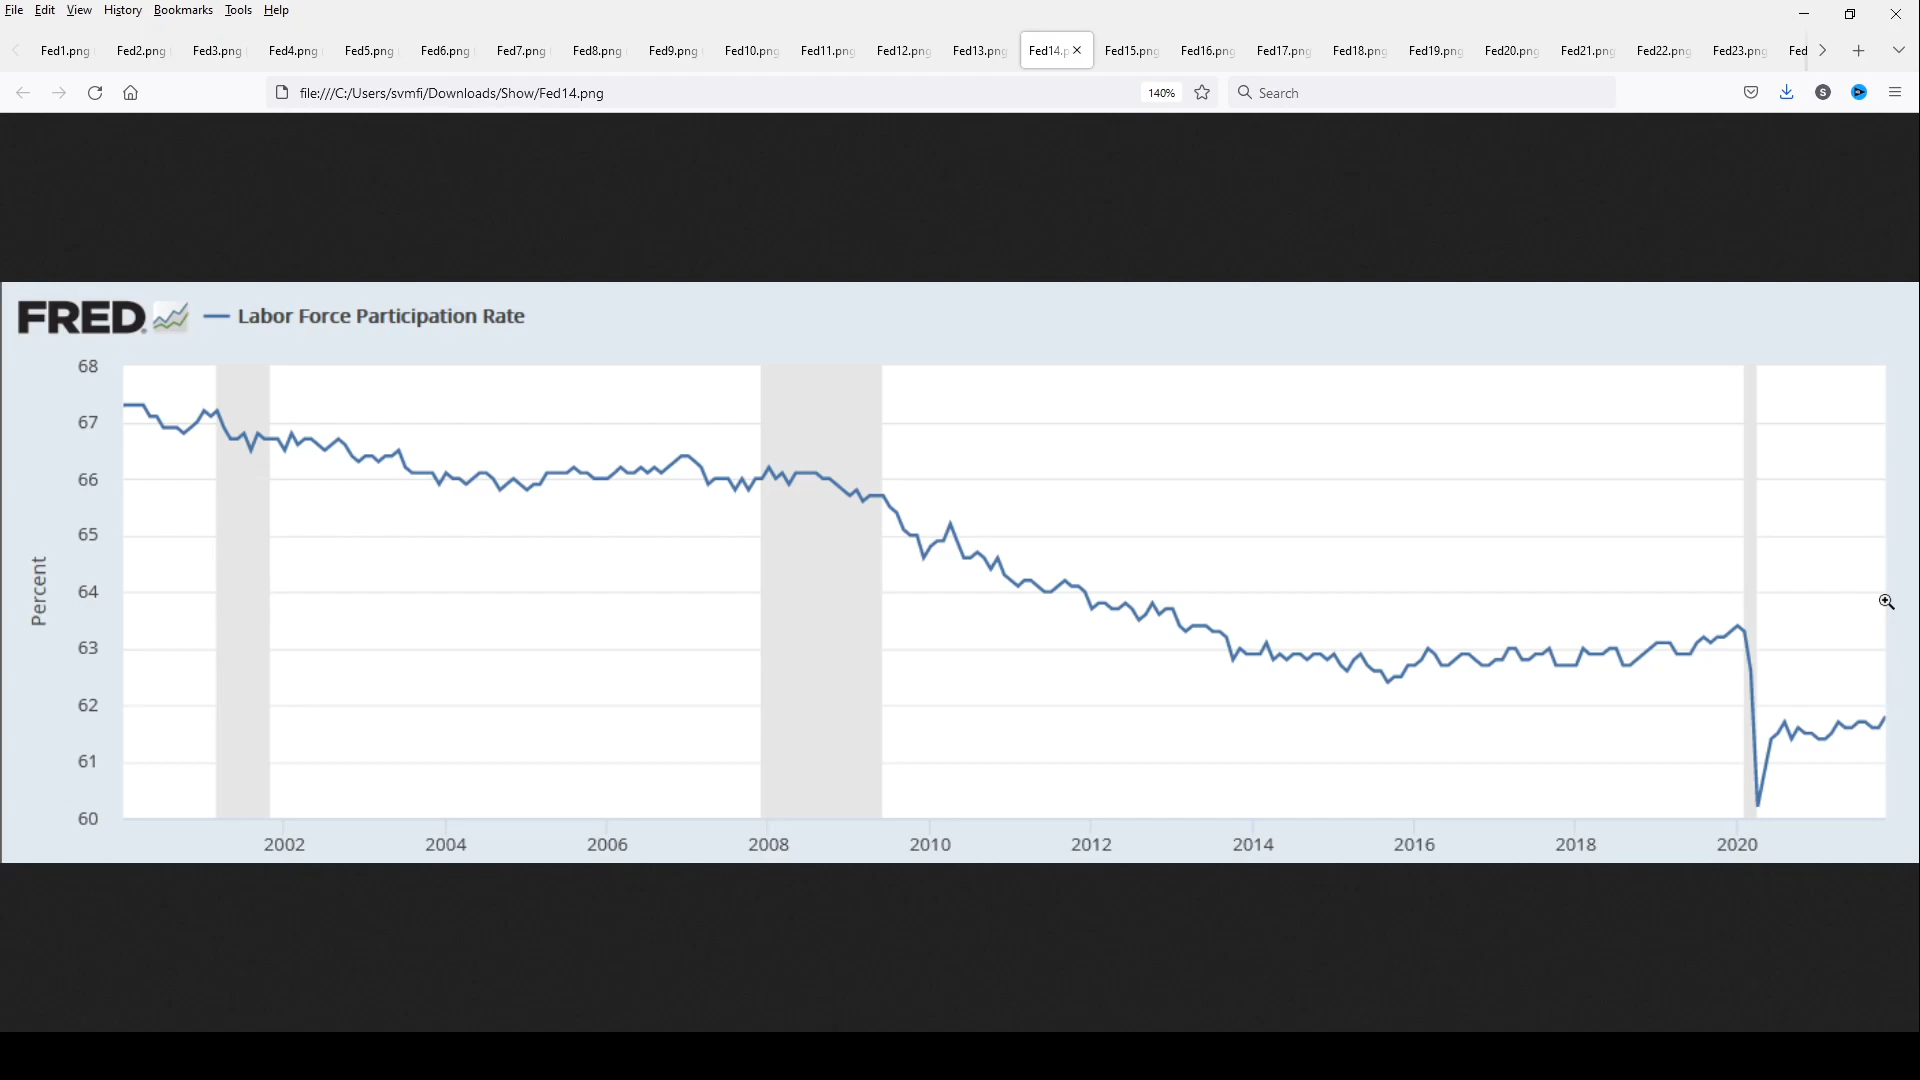 File Edit View History Bookmarks Tools Help
Fed1.png Fed2.png Fed3.png Fed4.png Fed5.png Fed6.png Fed7.png Fed8.png Fed9.png Fed10.png Fed11.png Fed12.png Fed13.png Fed14.p Fed15.png Fed16.png Fed17.png Fed18.png Fed19.png Fed20.png Fed21.png Fed22.png Fed23.png Fed
file:///C:/Users/svmfi/Downloads/Show/Fed14.png 140% Search S
FRED Labor Force Participation Rate
68
67
66
65
64
63
62
61
60
Percent
2002 2004 2006 2008 2010 2012 2014 2016 2018 2020